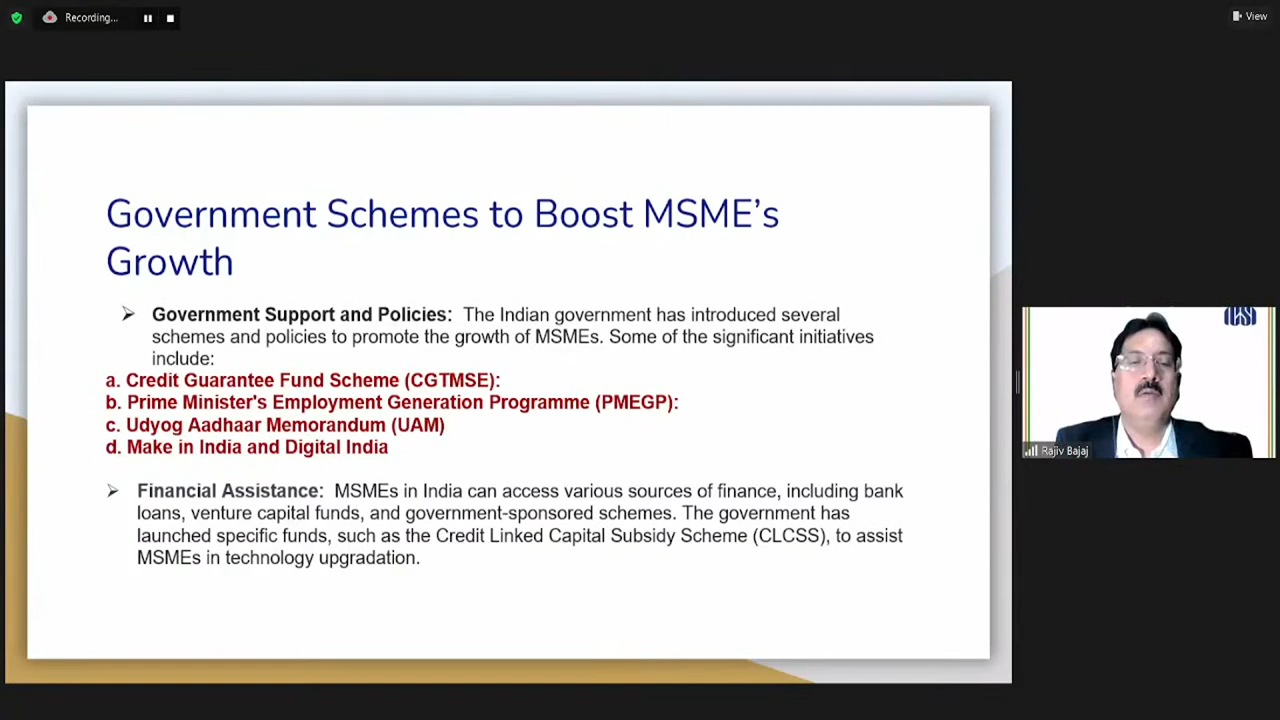 Recording...
View
Government Schemes to Boost MSME’s
Growth
➢ Government Support and Policies: The Indian government has introduced several
schemes and policies to promote the growth of MSMEs. Some of the significant initiatives
include:
a. Credit Guarantee Fund Scheme (CGTMSE):
b. Prime Minister's Employment Generation Programme (PMEGP):
c. Udyog Aadhaar Memorandum (UAM)
d. Make in India and Digital India
➢ Financial Assistance: MSMEs in India can access various sources of finance, including bank
loans, venture capital funds, and government-sponsored schemes. The government has
launched specific funds, such as the Credit Linked Capital Subsidy Scheme (CLCSS), to assist
MSMEs in technology upgradation.
Rajiv Bajaj